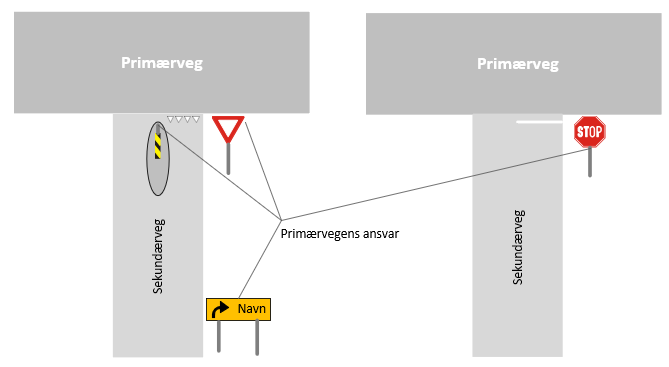 Primærveg
Primærveg
STOP
Primærvegens ansvar
Sekundærveg
Sekundærveg
Navn